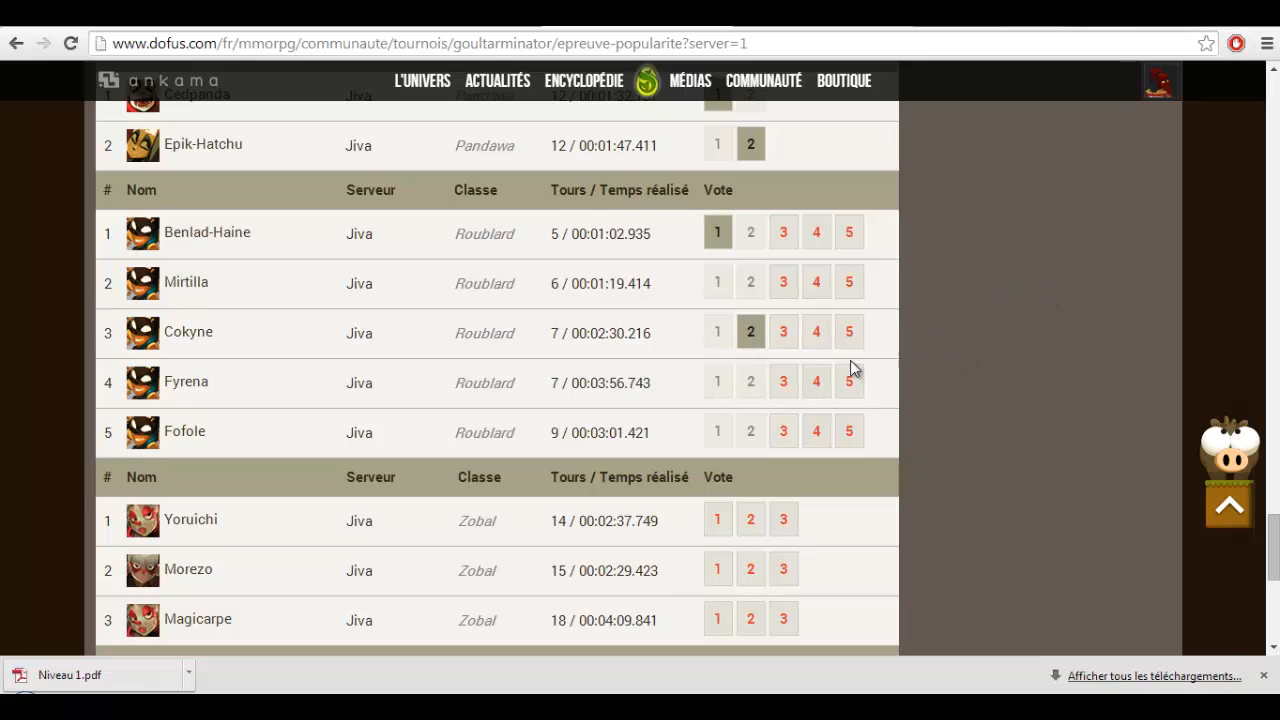 www.dofus.com/fr/mmorpg/communaute/tournois/goultarminator/epreuve-popularite?server=1
ankama L'UNIVERS ACTUALITÉS ENCYCLOPÉDIE MÉDIAS COMMUNAUTÉ BOUTIQUE
1 Cedpanda Jiva Pandawa 1 2
2 Epik-Hatchu Jiva Pandawa 12 / 00:01:47.411 1 2
# Nom Serveur Classe Tours / Temps réalisé Vote
1 Benlad-Haine Jiva Roublard 5 / 00:01:02.935 1 2 3 4 5
2 Mirtilla Jiva Roublard 6 / 00:01:19.414 1 2 3 4 5
3 Cokyne Jiva Roublard 7 / 00:02:30.216 1 2 3 4 5
4 Fyrena Jiva Roublard 7 / 00:03:56.743 1 2 3 4 5
5 Fofole Jiva Roublard 9 / 00:03:01.421 1 2 3 4 5
# Nom Serveur Classe Tours / Temps réalisé Vote
1 Yoruichi Jiva Zobal 14 / 00:02:37.749 1 2 3
2 Morezo Jiva Zobal 15 / 00:02:29.423 1 2 3
3 Magicarpe Jiva Zobal 18 / 00:04:09.841 1 2 3
Niveau 1.pdf Afficher tous les téléchargements...